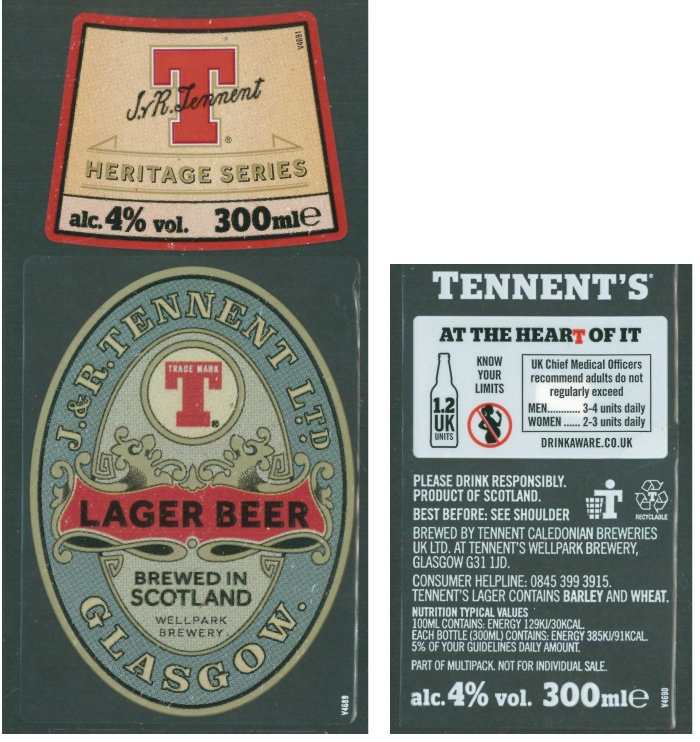 V4691
T
J. & R. Tennent
®
HERITAGE SERIES
alc. 4% vol. 300ml℮
J. & R. TENNENT LTD
TRADE MARK
T®
LAGER BEER
BREWED IN
SCOTLAND
WELLPARK
BREWERY.
GLASGOW.
V4689
TENNENT'S®
AT THE HEART OF IT
1.2
UK
UNITS
KNOW
YOUR
LIMITS
UK Chief Medical Officers
recommend adults do not
regularly exceed
MEN............ 3-4 units daily
WOMEN ...... 2-3 units daily
DRINKAWARE.CO.UK
PLEASE DRINK RESPONSIBLY.
PRODUCT OF SCOTLAND.
BEST BEFORE: SEE SHOULDER
T
RECYCLABLE
BREWED BY TENNENT CALEDONIAN BREWERIES
UK LTD. AT TENNENT'S WELLPARK BREWERY,
GLASGOW G31 1JD.
CONSUMER HELPLINE: 0845 399 3915.
TENNENT'S LAGER CONTAINS BARLEY AND WHEAT.
NUTRITION TYPICAL VALUES
100ML CONTAINS: ENERGY 129KJ/30KCAL.
EACH BOTTLE (300ML) CONTAINS: ENERGY 385KJ/91KCAL.
5% OF YOUR GUIDELINES DAILY AMOUNT.
PART OF MULTIPACK. NOT FOR INDIVIDUAL SALE.
alc. 4% vol. 300ml℮
V4690